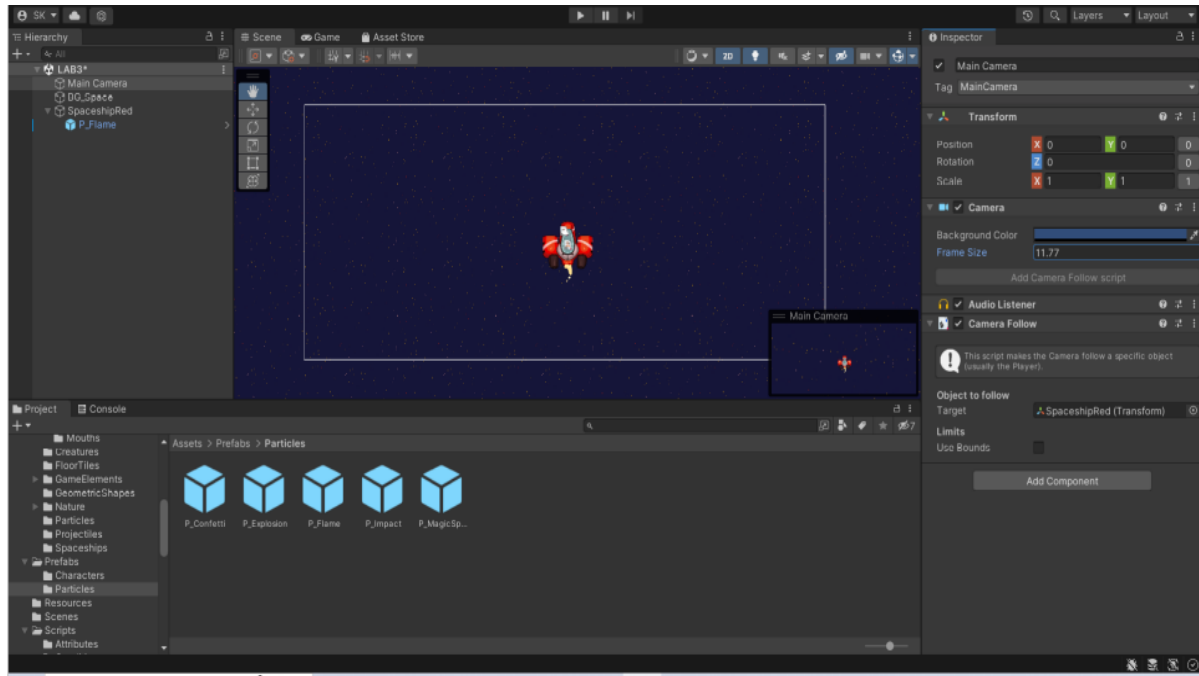 SK
Layers
Layout
Hierarchy
All
LAB3*
Main Camera
BG_Space
SpaceshipRed
P_Flame
Scene
Game
Asset Store
2D
Main Camera
Project
Console
7
Mouths
Creatures
FloorTiles
GameElements
GeometricShapes
Nature
Particles
Projectiles
Spaceships
Prefabs
Characters
Particles
Resources
Scenes
Scripts
Attributes
Assets > Prefabs > Particles
P_Confetti P_Explosion P_Flame P_Impact P_MagicSp...
Inspector
Main Camera
Tag MainCamera
Transform
Position X 0 Y 0 0
Rotation Z 0 0
Scale X 1 Y 1 1
Camera
Background Color
Frame Size 11.77
Add Camera Follow script
Audio Listener
Camera Follow
This script makes the Camera follow a specific object
(usually the Player).
Object to follow
Target SpaceshipRed (Transform)
Limits
Use Bounds
Add Component